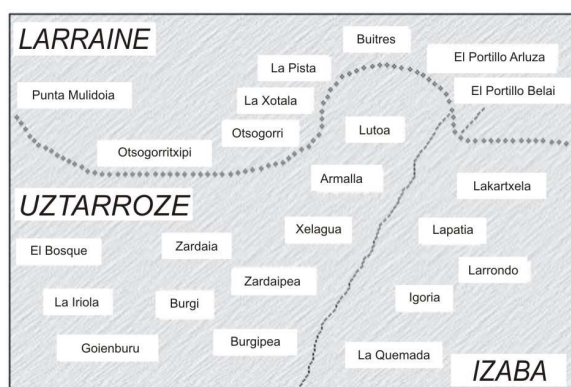 LARRAINE
Buitres
El Portillo Arluza
La Pista
Punta Mulidoia
El Portillo Belai
La Xotala
Otsogorri
Lutoa
Otsogorritxipi
Armalla
Lakartxela
UZTARROZE
Xelagua
Lapatia
El Bosque
Zardaia
Larrondo
Zardaipea
La Iriola
Burgi
Igoria
Goienburu
Burgipea
La Quemada
IZABA